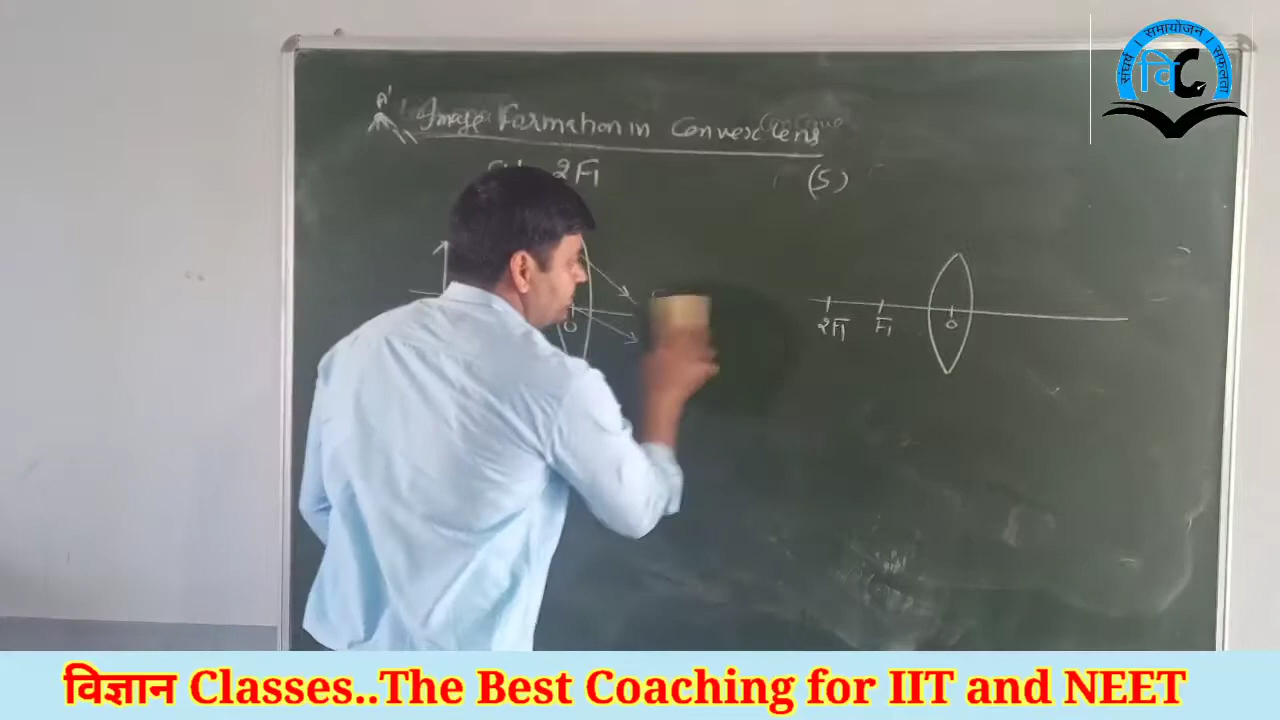 संघर्ष । समायोजन । सफलता
वि
A'
Image Formation in Convex lens
2F1
(5)
O
2F1 F1 O
विज्ञान Classes..The Best Coaching for IIT and NEET